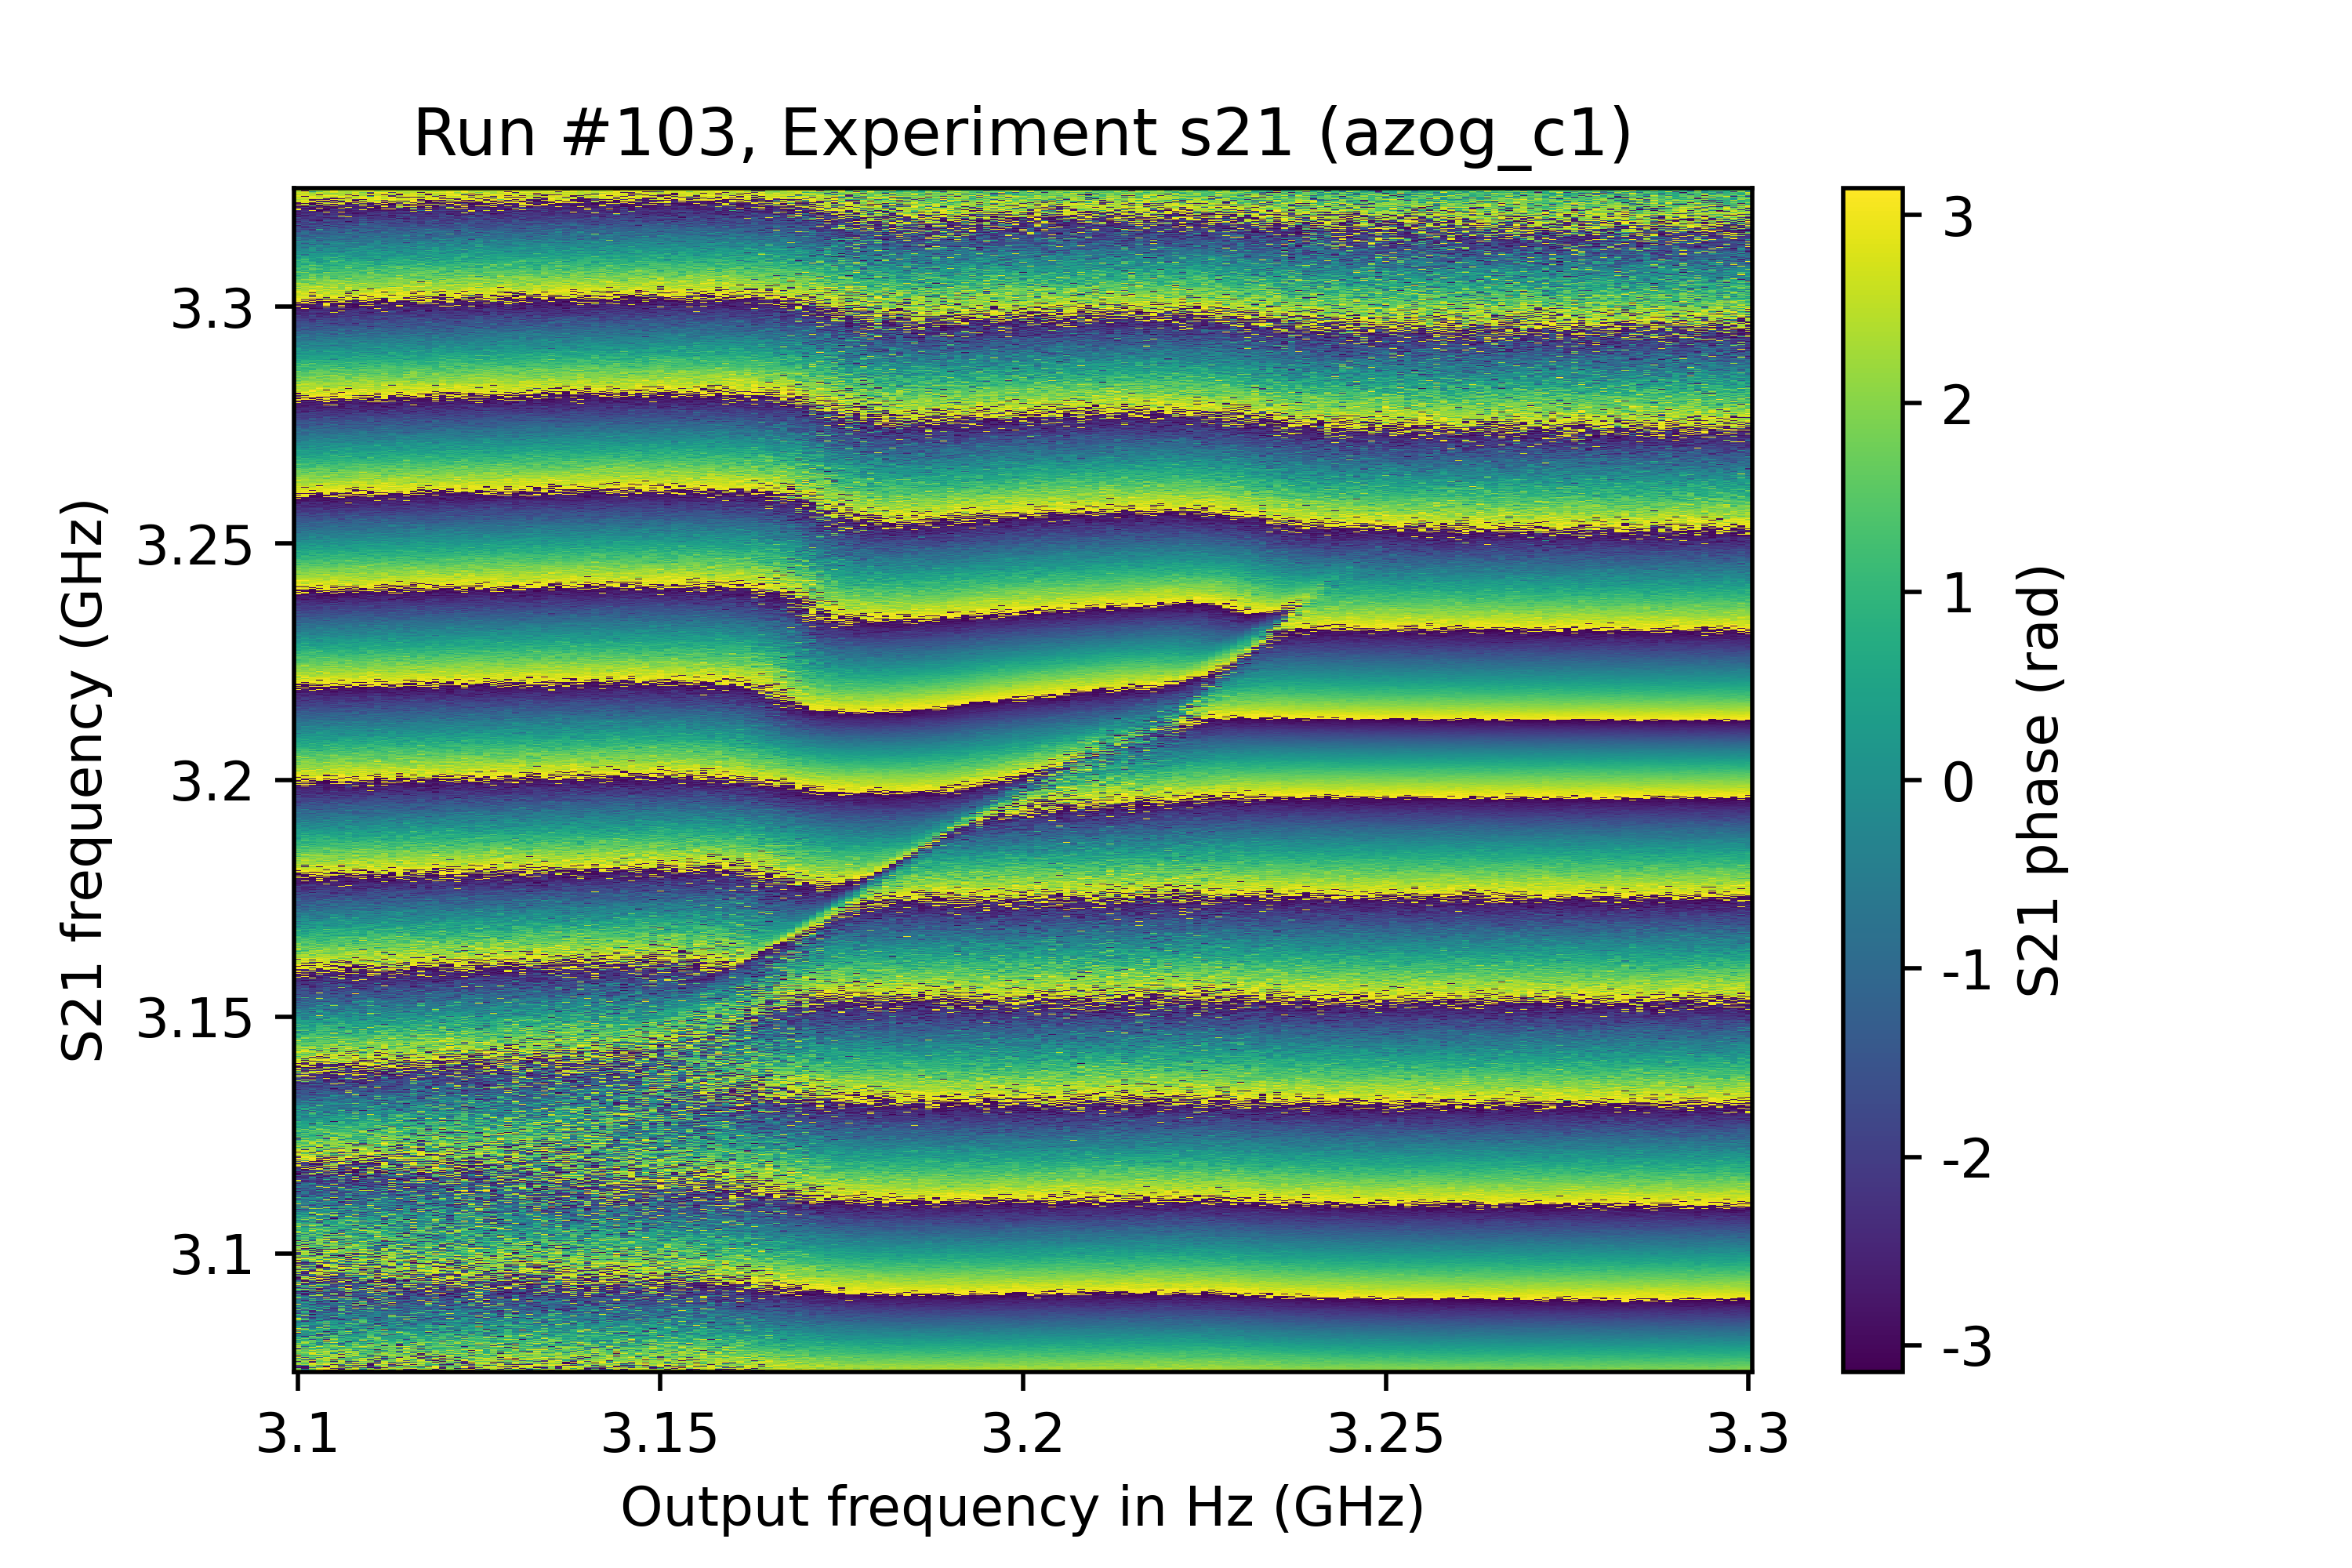 Run #103, Experiment s21 (azog_c1)
S21 frequency (GHz)
3.3
3.25
3.2
3.15
3.1
3.1 3.15 3.2 3.25 3.3
Output frequency in Hz (GHz)
3
2
1
0
-1
-2
-3
S21 phase (rad)